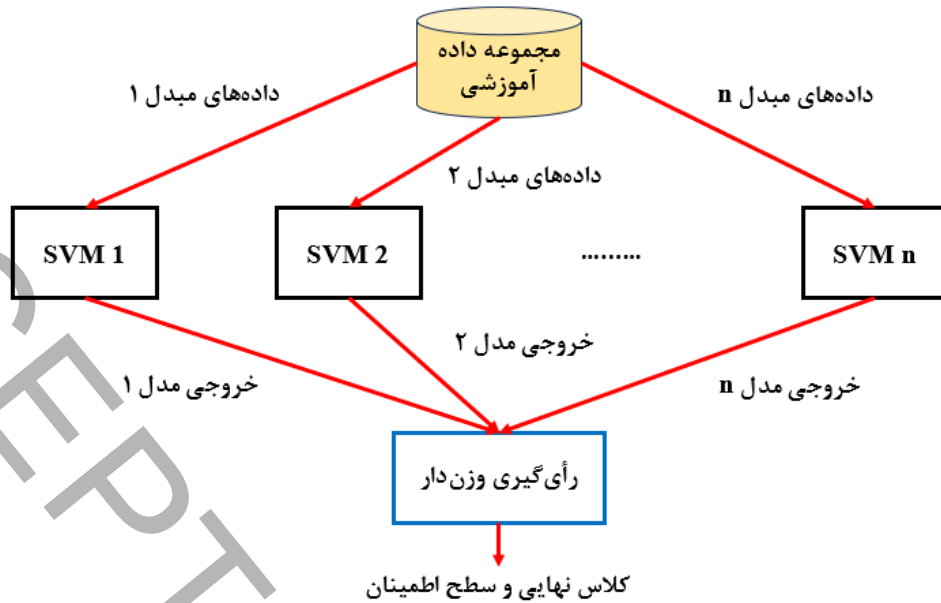 مجموعه داده
آموزشی
داده‌های مبدل ۱
داده‌های مبدل n
داده‌های مبدل ۲
SVM 1
SVM 2
.........
SVM n
خروجی مدل ۱
خروجی مدل ۲
خروجی مدل n
رأی‌گیری وزن‌دار
کلاس نهایی و سطح اطمینان
CEPT